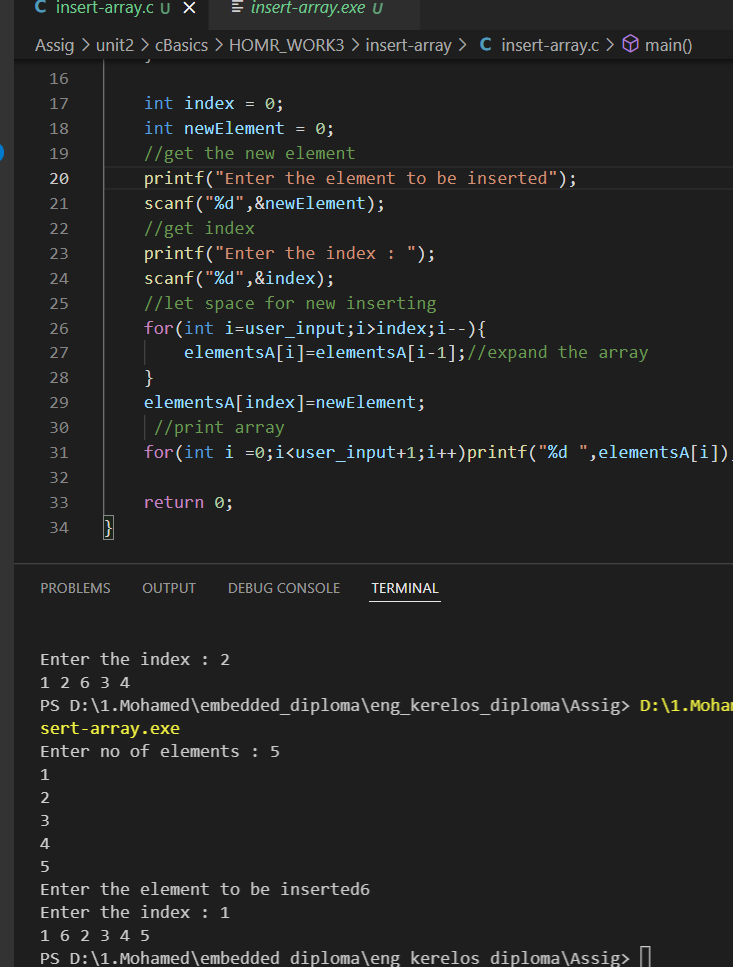 C insert-array.c U ×
insert-array.exe U
Assig > unit2 > cBasics > HOMR_WORK3 > insert-array > C insert-array.c > main()
16
17 int index = 0;
18 int newElement = 0;
19 //get the new element
20 printf("Enter the element to be inserted");
21 scanf("%d",&newElement);
22 //get index
23 printf("Enter the index : ");
24 scanf("%d",&index);
25 //let space for new inserting
26 for(int i=user_input;i>index;i--){
27 elementsA[i]=elementsA[i-1];//expand the array
28 }
29 elementsA[index]=newElement;
30 //print array
31 for(int i =0;i<user_input+1;i++)printf("%d ",elementsA[i]);
32
33 return 0;
34 }
PROBLEMS OUTPUT DEBUG CONSOLE TERMINAL
Enter the index : 2
1 2 6 3 4
PS D:\1.Mohamed\embedded_diploma\eng_kerelos_diploma\Assig> D:\1.Moham
sert-array.exe
Enter no of elements : 5
1
2
3
4
5
Enter the element to be inserted6
Enter the index : 1
1 6 2 3 4 5
PS D:\1.Mohamed\embedded_diploma\eng_kerelos_diploma\Assig>